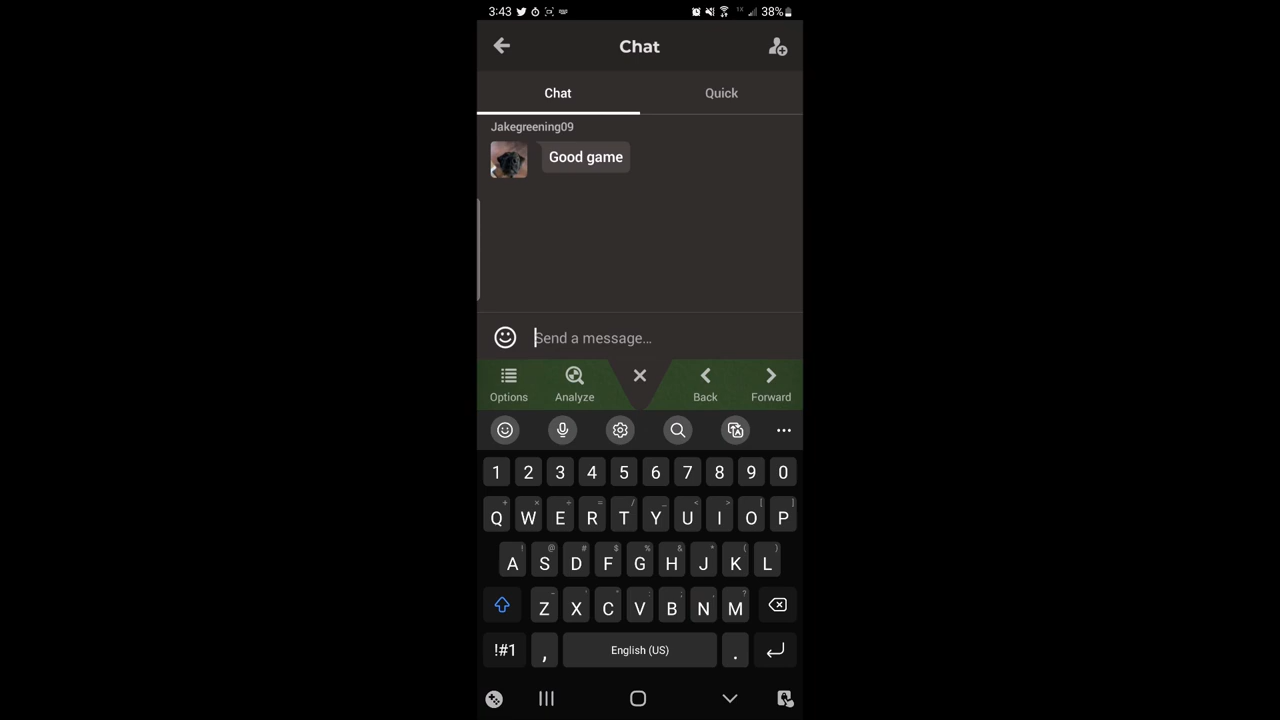 3:43 38%
Chat
Chat Quick
Jakegreening09
Good game
Send a message...
Options Analyze Back Forward
1 2 3 4 5 6 7 8 9 0
+ × ÷ = / _ < > [ ]
Q W E R T Y U I O P
! @ # $ % & * ( )
A S D F G H J K L
- ' " : ; , ?
Z X C V B N M
!#1 , English (US) .